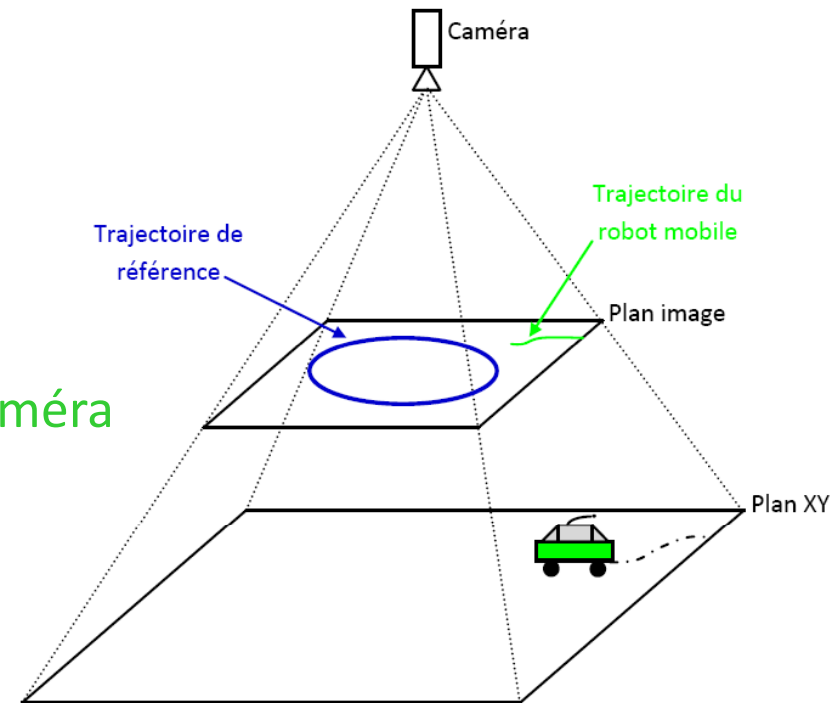 Caméra
Trajectoire du
robot mobile
Trajectoire de
référence
Plan image
méra
Plan XY